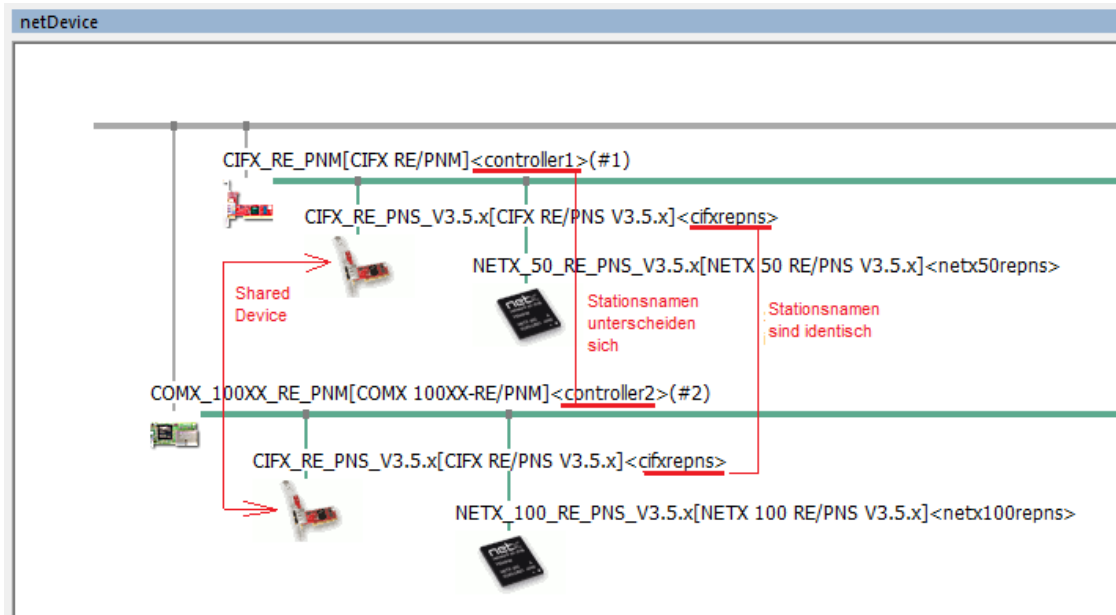 netDevice
CIFX_RE_PNM[CIFX RE/PNM]<controller1>(#1)
CIFX_RE_PNS_V3.5.x[CIFX RE/PNS V3.5.x]<cifxrepns>
NETX_50_RE_PNS_V3.5.x[NETX 50 RE/PNS V3.5.x]<netx50repns>
Shared
Device
netX
Stationsnamen
unterscheiden
sich
Stationsnamen
sind identisch
COMX_100XX_RE_PNM[COMX 100XX-RE/PNM]<controller2>(#2)
CIFX_RE_PNS_V3.5.x[CIFX RE/PNS V3.5.x]<cifxrepns>
NETX_100_RE_PNS_V3.5.x[NETX 100 RE/PNS V3.5.x]<netx100repns>
netX